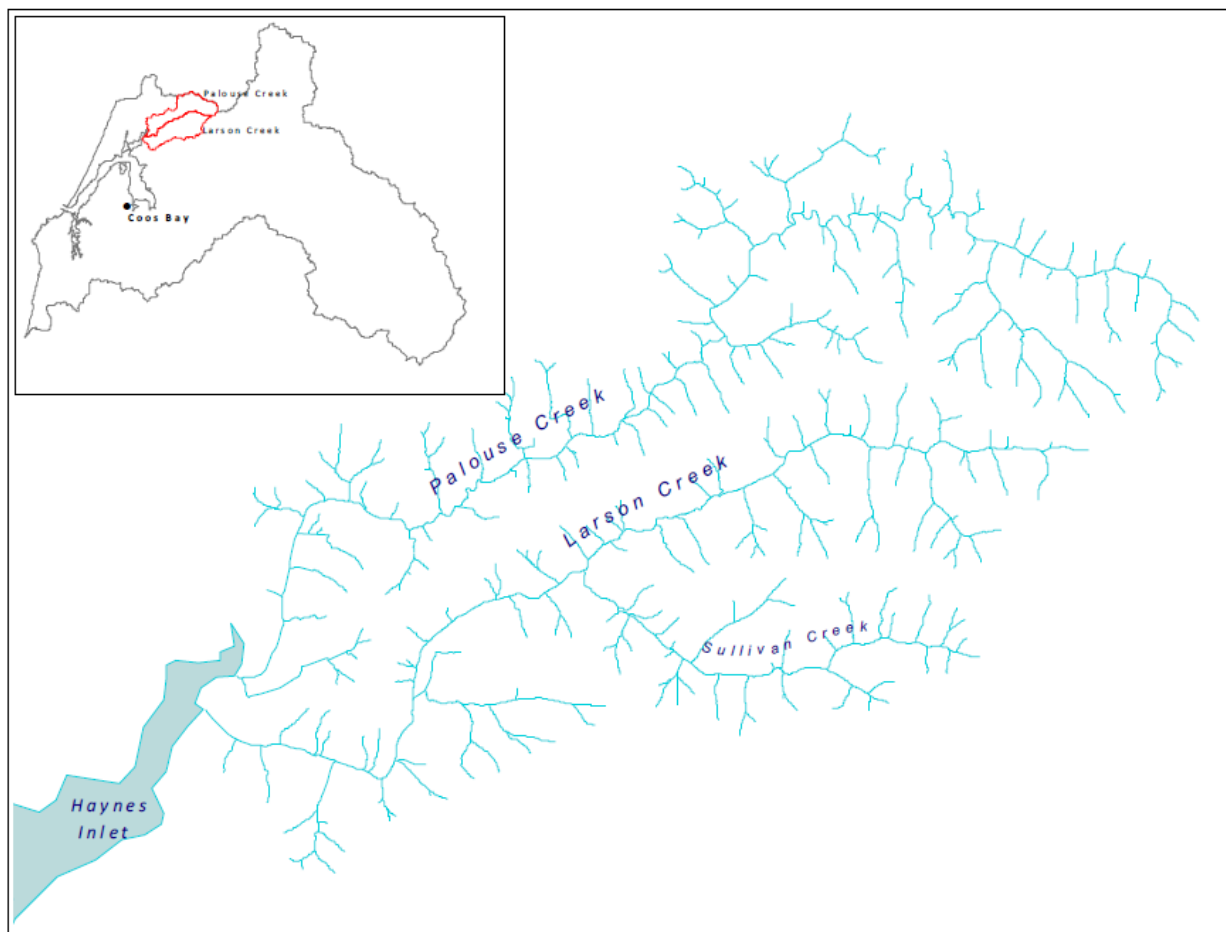 Palouse Creek
Larson Creek
Coos Bay
Palouse Creek
Larson Creek
Sullivan Creek
Haynes
Inlet